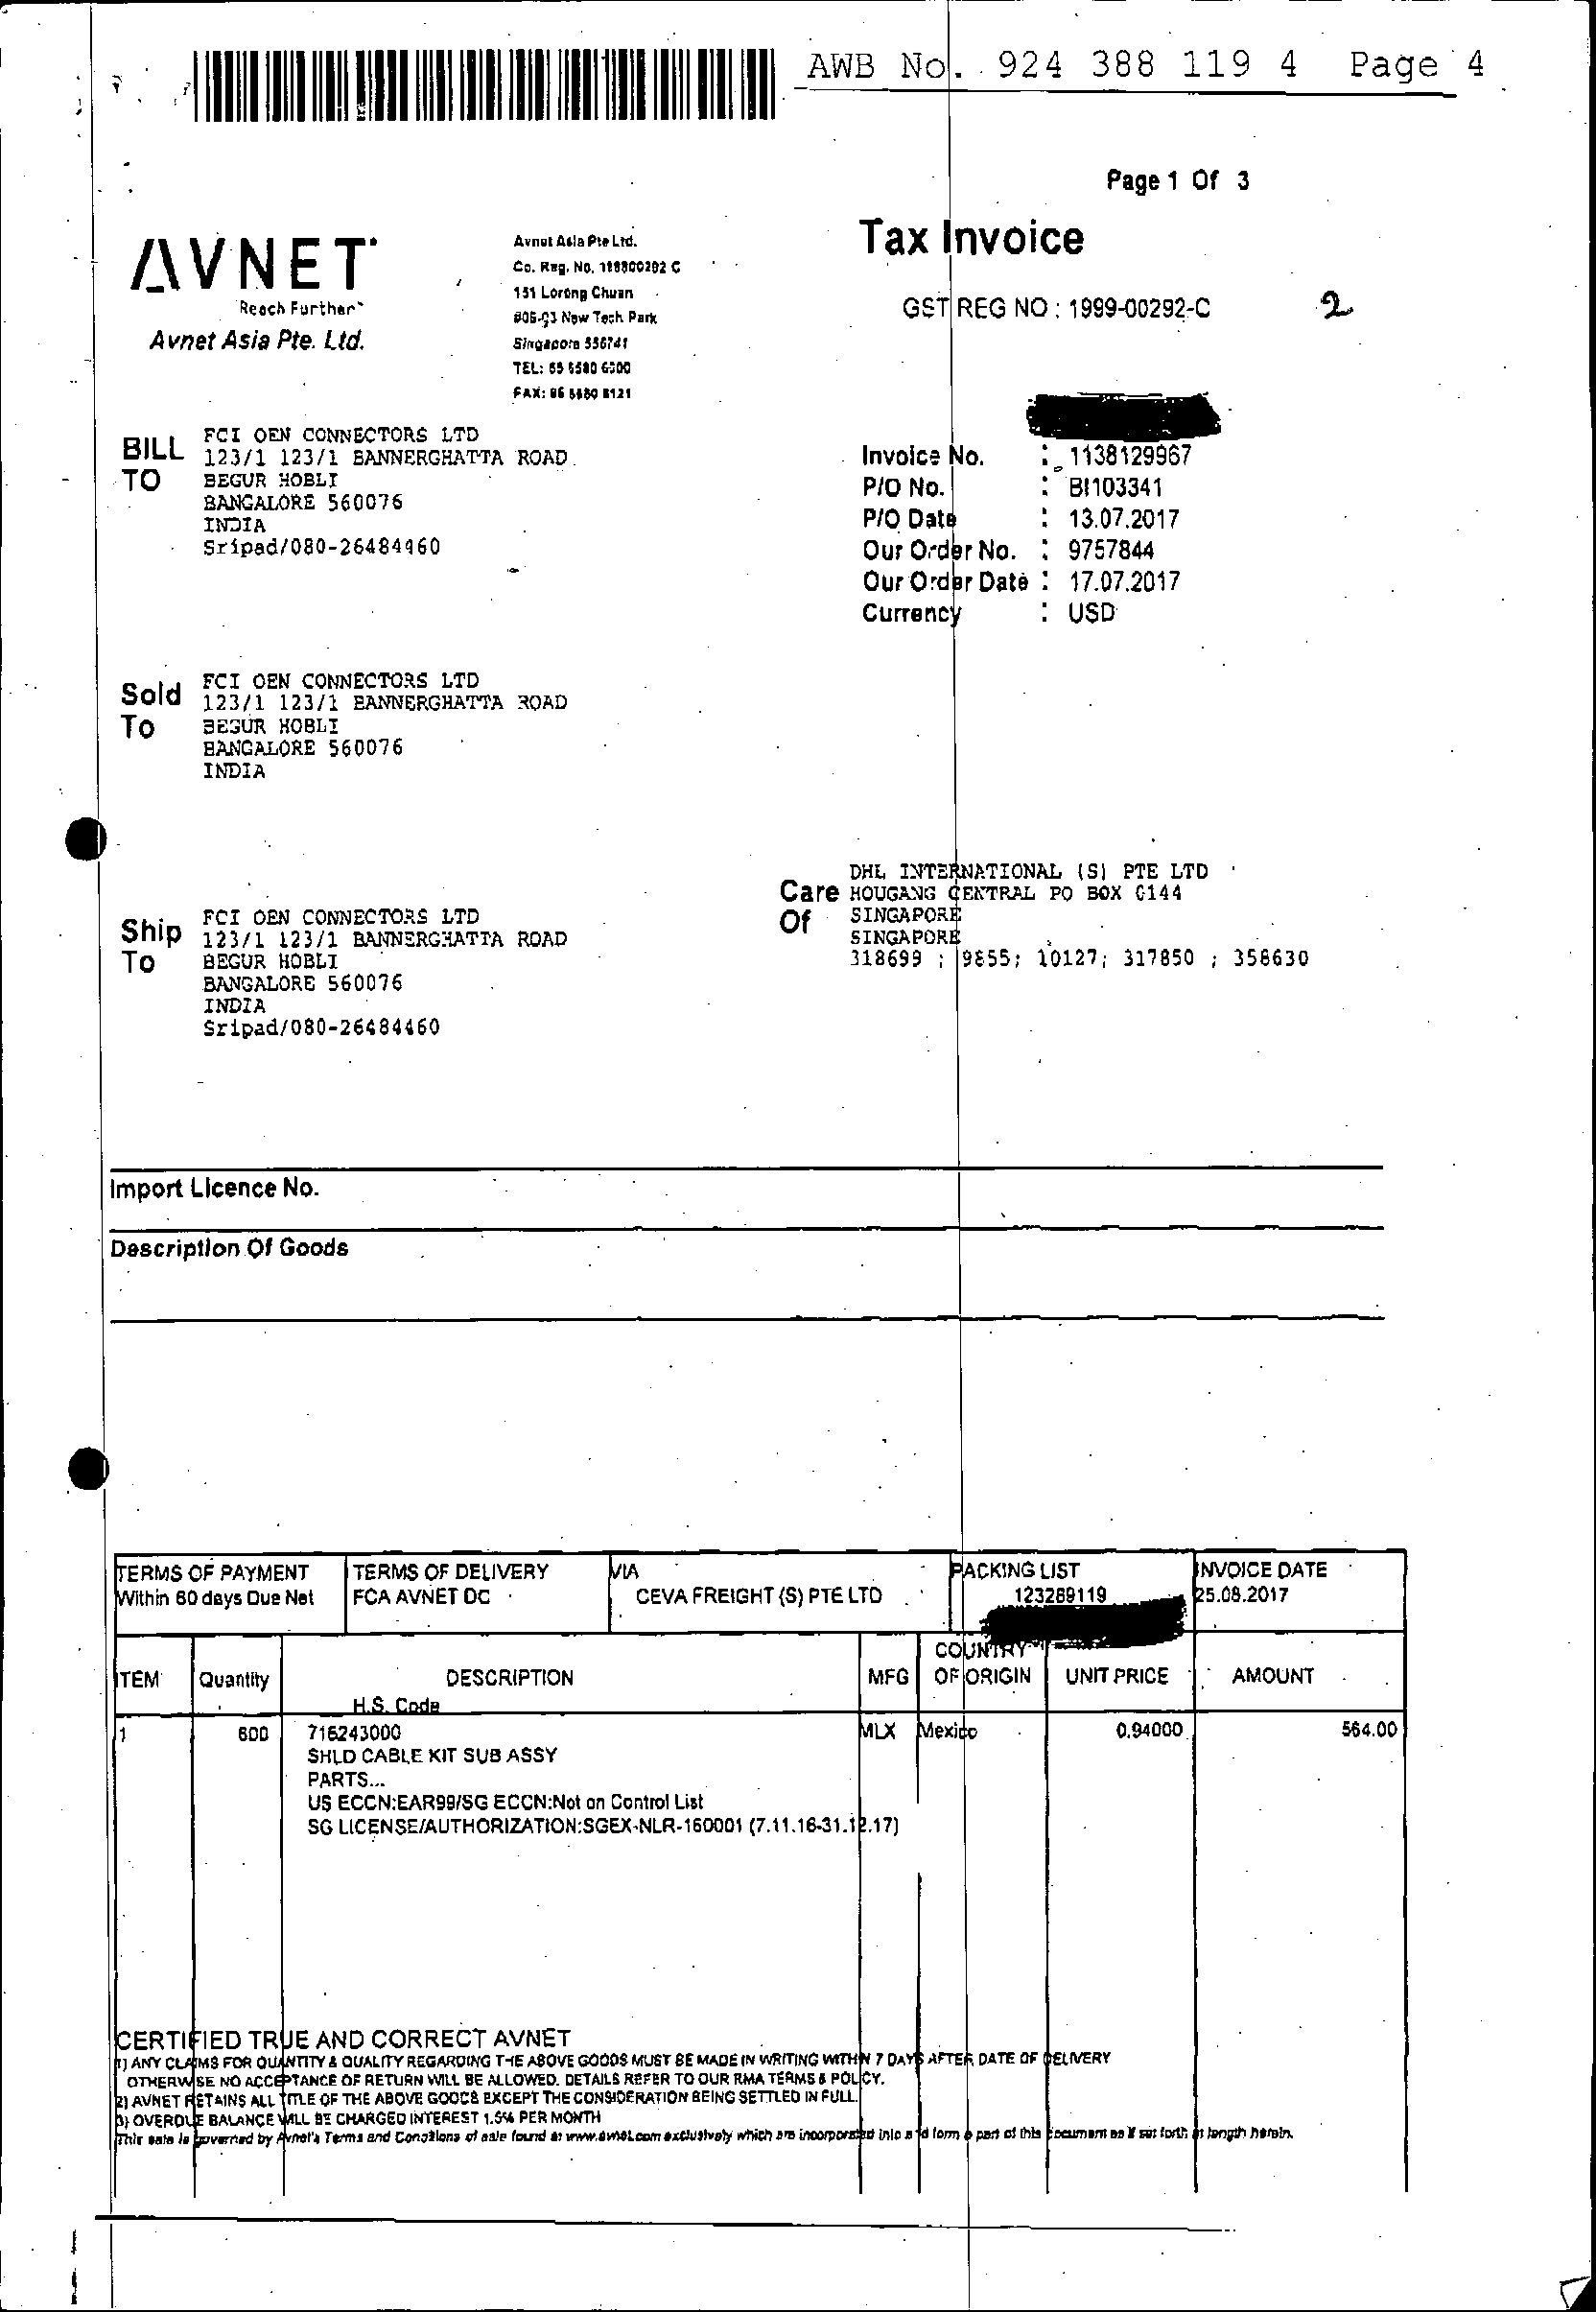 AWB No. 924 388 119 4 Page 4
Page 1 Of 3
Tax Invoice
AVNET
Reach Further
Avnet Asia Pte. Ltd.
Avnet Asia Pte Ltd.
Co. Reg. No.
151 Lorong Chuan
New Tech Park
Singapore 556741
TEL:
FAX:
GST REG NO : 1999-00292-C
2
BILL TO
FCI OEN CONNECTORS LTD
123/1 123/1 BANNERGHATTA ROAD
BEGUR HOBLI
BANGALORE 560076
INDIA
Sripad/080-26484460
Invoice No. : 1138129967
P/O No. : BI103341
P/O Date : 13.07.2017
Our Order No. : 9757844
Our Order Date : 17.07.2017
Currency : USD
Sold To
FCI OEN CONNECTORS LTD
123/1 123/1 BANNERGHATTA ROAD
BEGUR HOBLI
BANGALORE 560076
INDIA
Ship To
FCI OEN CONNECTORS LTD
123/1 123/1 BANNERGHATTA ROAD
BEGUR HOBLI
BANGALORE 560076
INDIA
Sripad/080-26484460
Care Of
DHL INTERNATIONAL (S) PTE LTD
HOUGANG CENTRAL PO BOX 0144
SINGAPORE
SINGAPORE
318699 ; 9855; 10127; 317850 ; 358630
Import Licence No.
Description Of Goods
TERMS OF PAYMENT TERMS OF DELIVERY VIA PACKING LIST INVOICE DATE
Within 60 days Due Net FCA AVNET DC CEVA FREIGHT (S) PTE LTD 123289119 25.08.2017
ITEM Quantity DESCRIPTION MFG COUNTRY OF ORIGIN UNIT PRICE AMOUNT
H.S. Code
1 600 716243000 MLX Mexico 0.94000 564.00
SHLD CABLE KIT SUB ASSY
PARTS...
US ECCN:EAR99/SG ECCN:Not on Control List
SG LICENSE/AUTHORIZATION:SGEX-NLR-160001 (7.11.16-31.12.17)
CERTIFIED TRUE AND CORRECT AVNET
1) ANY CLAIMS FOR QUANTITY & QUALITY REGARDING THE ABOVE GOODS MUST BE MADE IN WRITING WITHIN 7 DAYS AFTER DATE OF DELIVERY
OTHERWISE NO ACCEPTANCE OF RETURN WILL BE ALLOWED. DETAILS REFER TO OUR RMA TERMS & POLICY.
2) AVNET RETAINS ALL TITLE OF THE ABOVE GOODS EXCEPT THE CONSIDERATION BEING SETTLED IN FULL.
3) OVERDUE BALANCE WILL BE CHARGED INTEREST 1.5% PER MONTH
This sale is governed by Avnet's Terms and Conditions of sale found at www.avnet.com exclusively which are incorporated into and form a part of this document as if set forth at length herein.